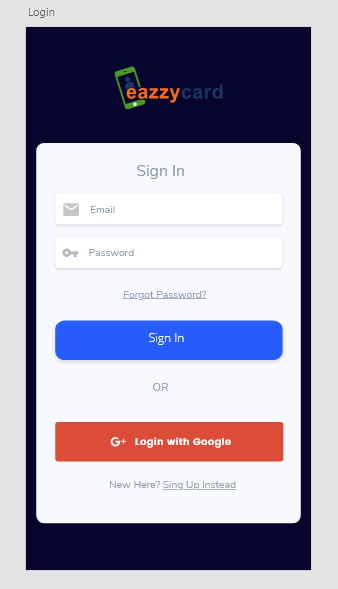 Login
eazzycard
Sign In
Email
Password
Forgot Password?
Sign In
OR
G+ Login with Google
New Here? Sing Up Instead